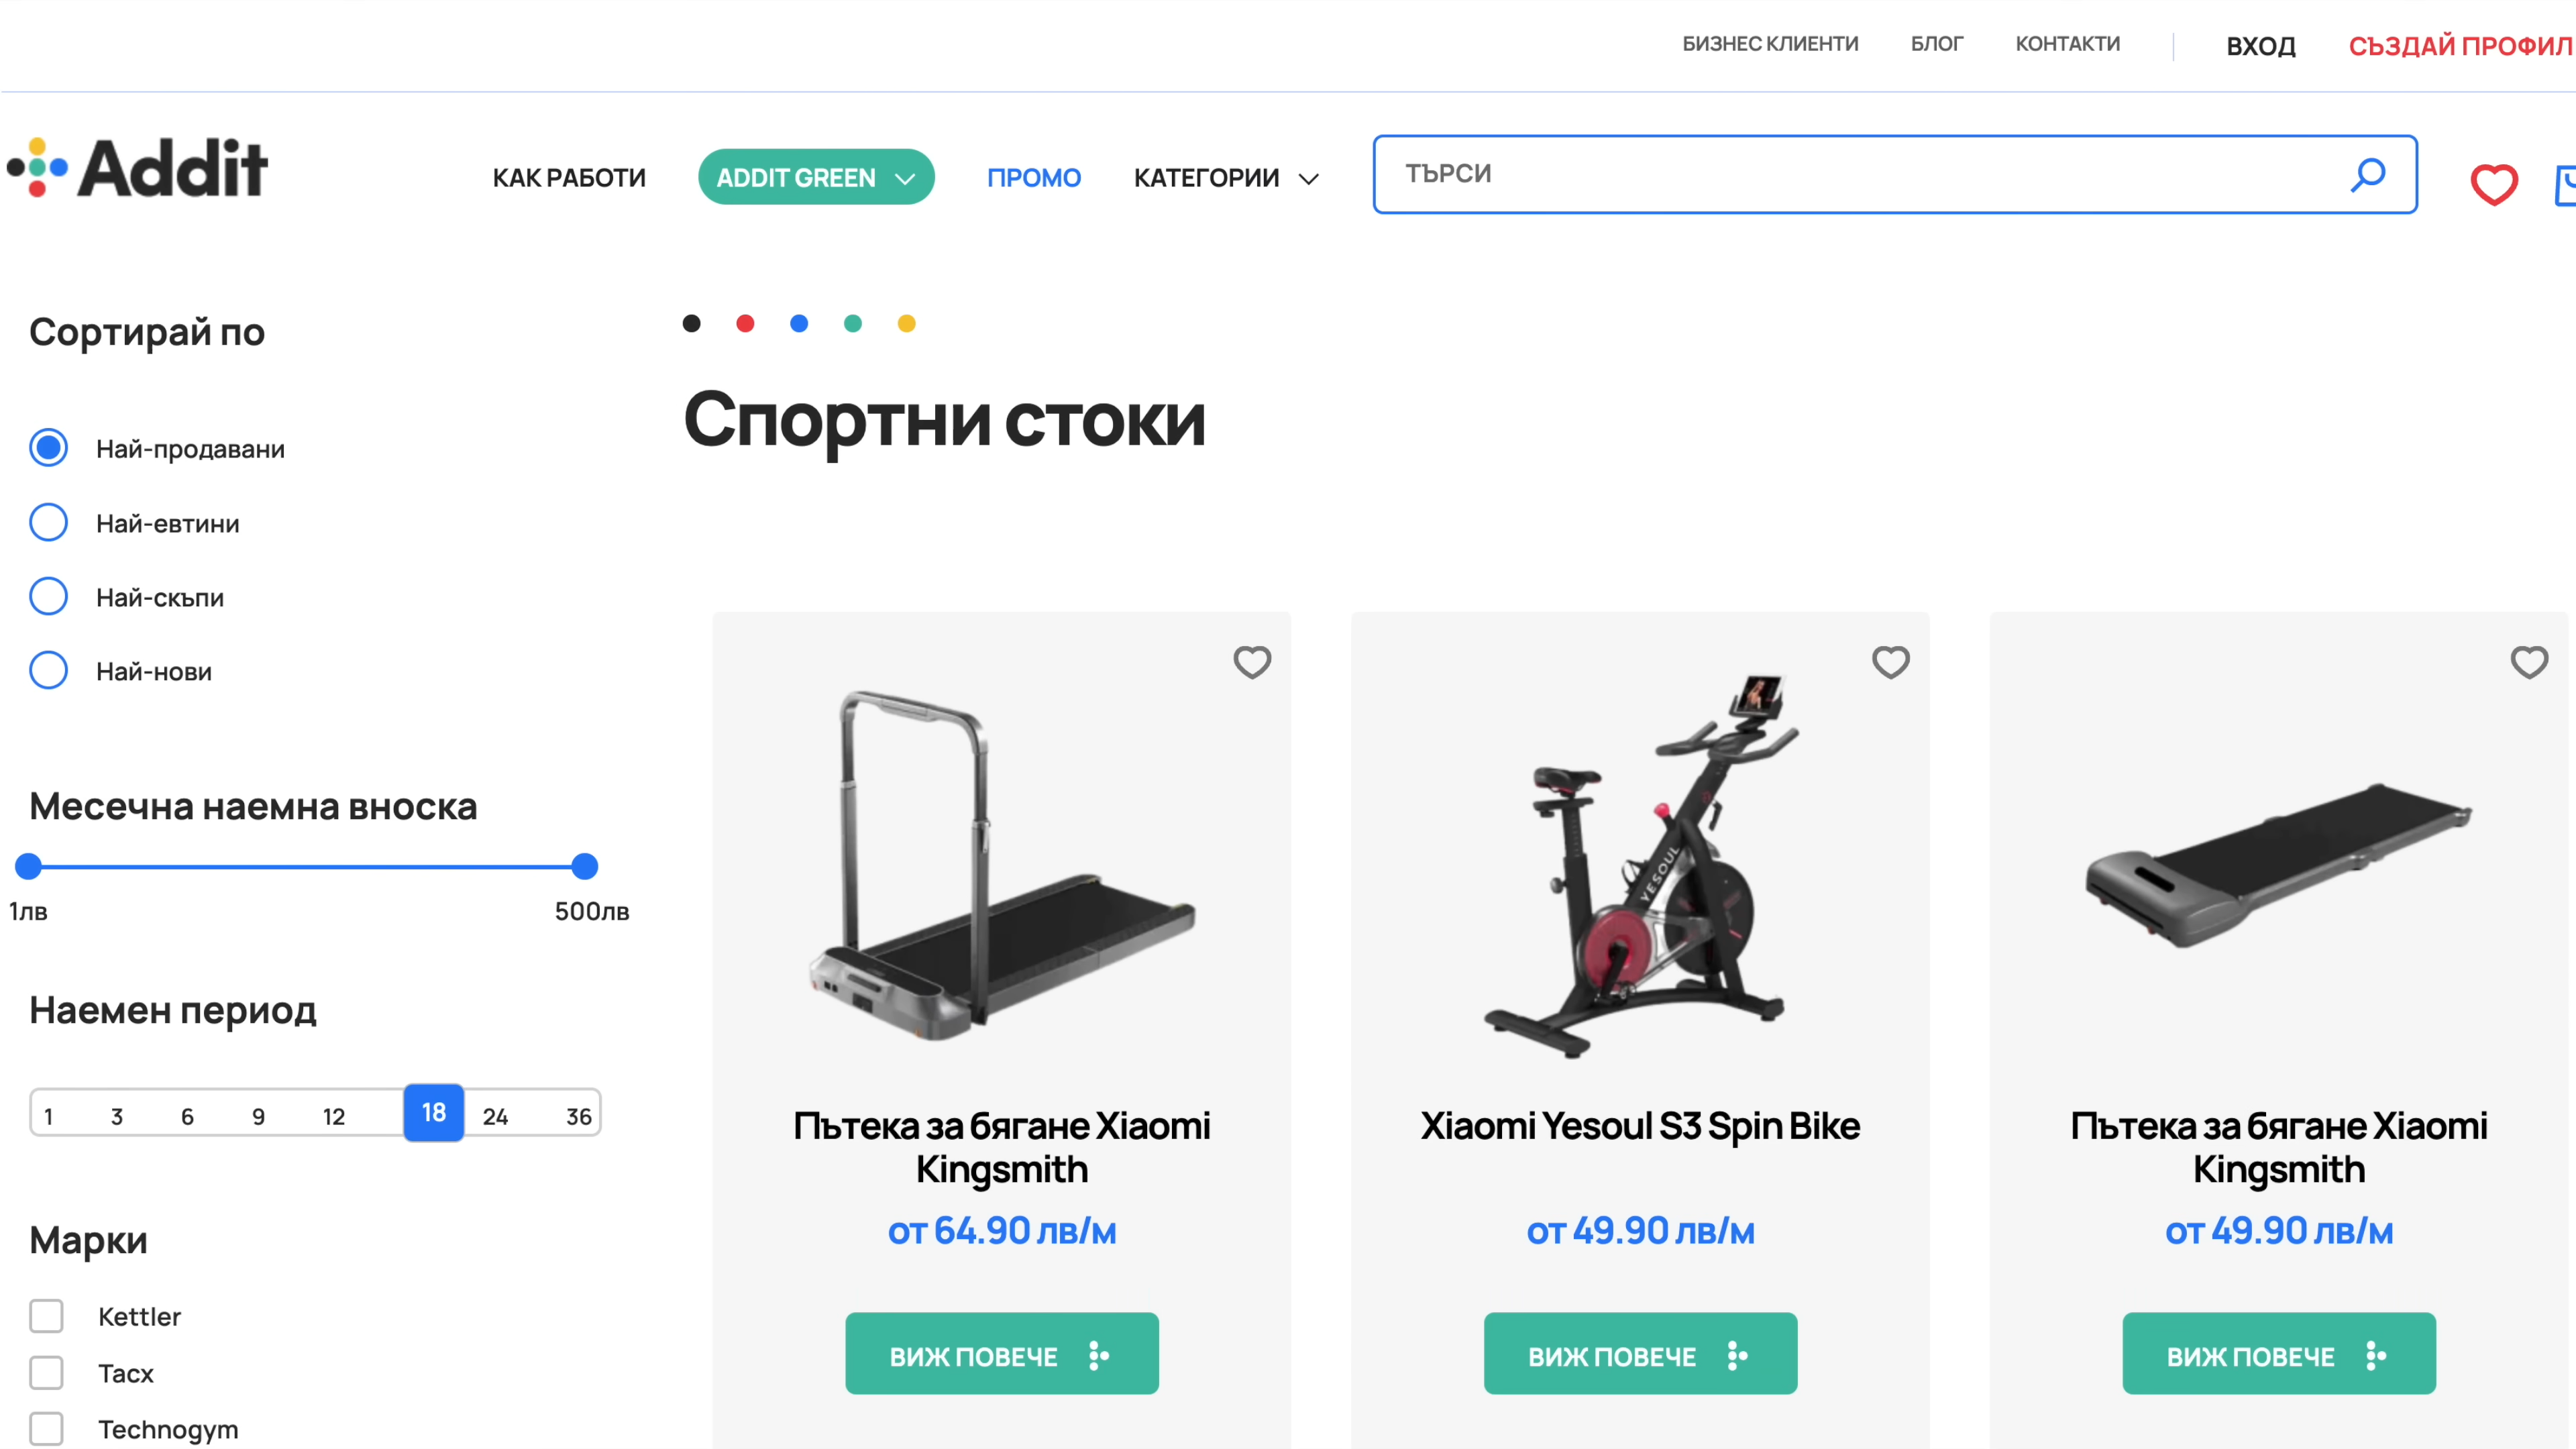 БИЗНЕС КЛИЕНТИ БЛОГ КОНТАКТИ ВХОД СЪЗДАЙ ПРОФИЛ
Addit КАК РАБОТИ ADDIT GREEN ПРОМО КАТЕГОРИИ ТЪРСИ
Сортирай по
Най-продавани
Най-евтини
Най-скъпи
Най-нови
Месечна наемна вноска
1лв 500лв
Наемен период
1 3 6 9 12 18 24 36
Марки
Kettler
Tacx
Technogym
Спортни стоки
Пътека за бягане Xiaomi
Kingsmith
от 64.90 лв/м
ВИЖ ПОВЕЧЕ
YESOUL
Xiaomi Yesoul S3 Spin Bike
от 49.90 лв/м
ВИЖ ПОВЕЧЕ
Пътека за бягане Xiaomi
Kingsmith
от 49.90 лв/м
ВИЖ ПОВЕЧЕ